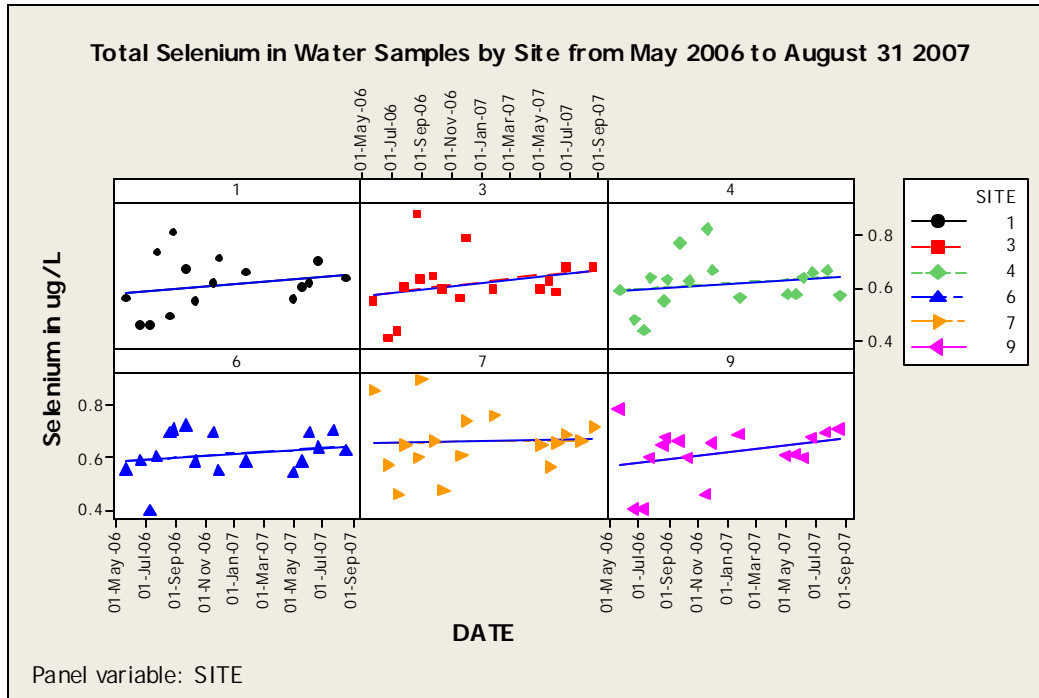 Total Selenium in Water Samples by Site from May 2006 to August 31 2007
01-May-06
01-Jul-06
01-Sep-06
01-Nov-06
01-Jan-07
01-Mar-07
01-May-07
01-Jul-07
01-Sep-07
1
3
4
0.8
0.6
0.4
SITE
1
3
4
6
7
9
Selenium in ug/L
6
7
9
0.8
0.6
0.4
01-May-06
01-Jul-06
01-Sep-06
01-Nov-06
01-Jan-07
01-Mar-07
01-May-07
01-Jul-07
01-Sep-07
01-May-06
01-Jul-06
01-Sep-06
01-Nov-06
01-Jan-07
01-Mar-07
01-May-07
01-Jul-07
01-Sep-07
DATE
Panel variable: SITE